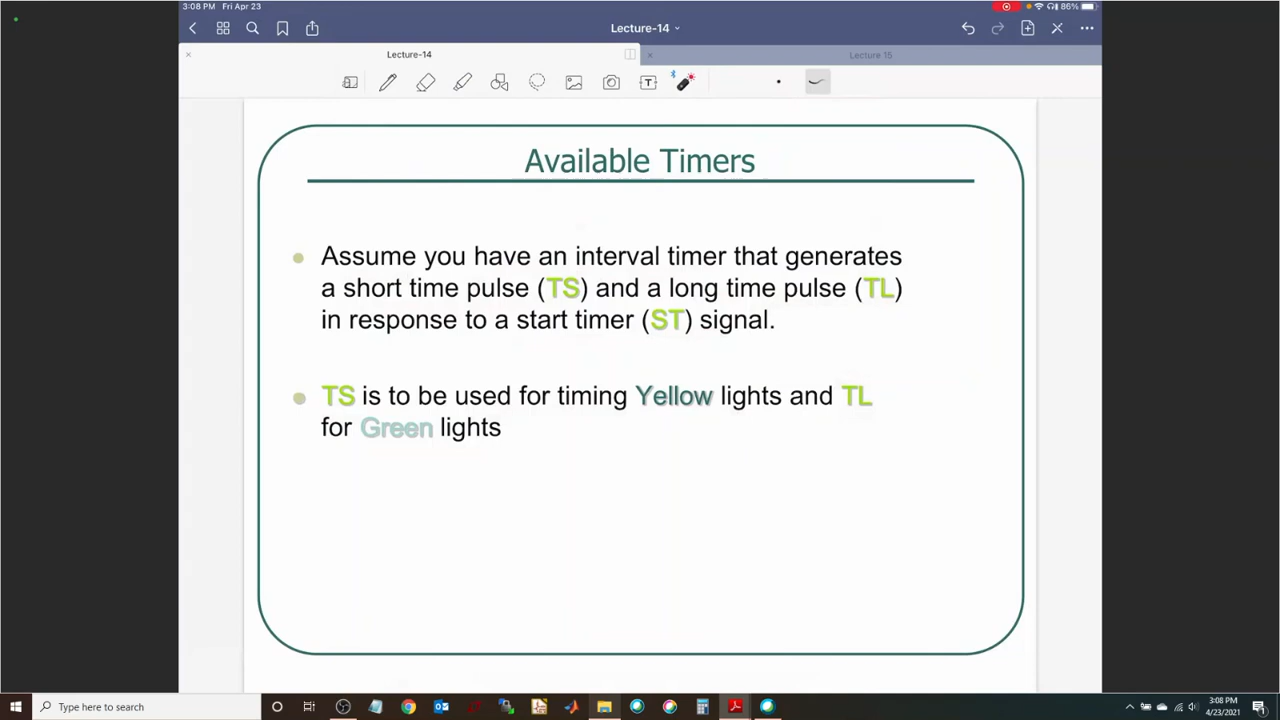 3:08 PM Fri Apr 23
86%
Lecture-14
Lecture-14
Lecture 15
T
Available Timers
Assume you have an interval timer that generates
a short time pulse (TS) and a long time pulse (TL)
in response to a start timer (ST) signal.
TS is to be used for timing Yellow lights and TL
for Green lights
Type here to search
3:08 PM
4/23/2021